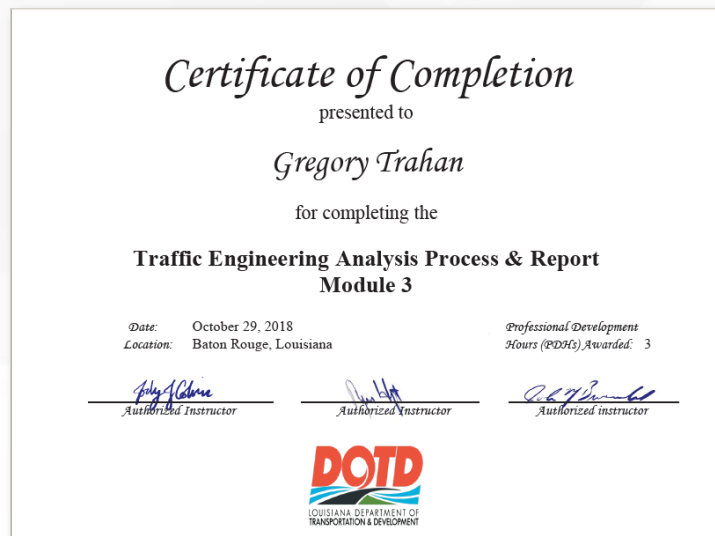 Certificate of Completion
presented to
Gregory Trahan
for completing the
Traffic Engineering Analysis Process & Report
Module 3
Date: October 29, 2018
Location: Baton Rouge, Louisiana
Professional Development
Hours (PDHs) Awarded: 3
Authorized Instructor
Authorized Instructor
Authorized instructor
DOTD
LOUISIANA DEPARTMENT OF
TRANSPORTATION & DEVELOPMENT